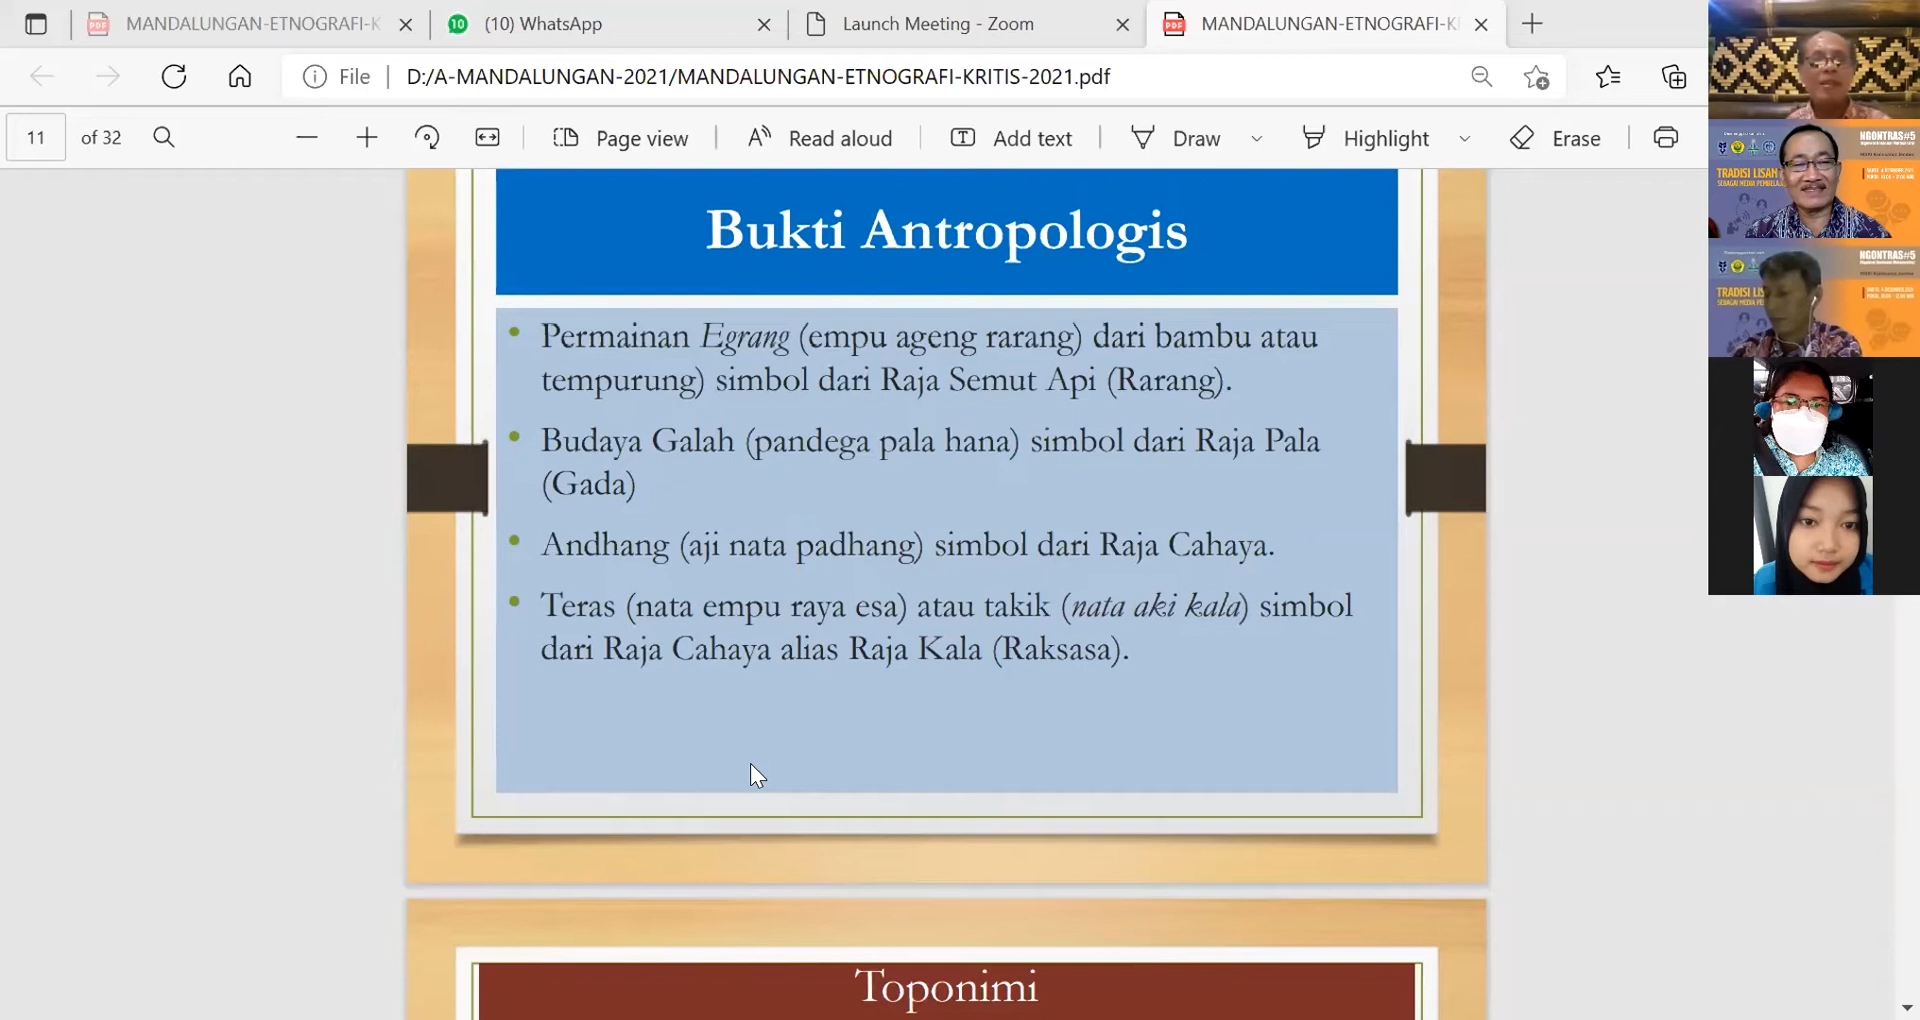 MANDALUNGAN-ETNOGRAFI-K
(10) WhatsApp
Launch Meeting - Zoom
MANDALUNGAN-ETNOGRAFI-K
File
D:/A-MANDALUNGAN-2021/MANDALUNGAN-ETNOGRAFI-KRITIS-2021.pdf
11 of 32
Page view
Read aloud
Add text
Draw
Highlight
Erase
Bukti Antropologis
• Permainan Egrang (empu ageng rarang) dari bambu atau
tempurung) simbol dari Raja Semut Api (Rarang).
• Budaya Galah (pandega pala hana) simbol dari Raja Pala
(Gada)
• Andhang (aji nata padhang) simbol dari Raja Cahaya.
• Teras (nata empu raya esa) atau takik (nata aki kala) simbol
dari Raja Cahaya alias Raja Kala (Raksasa).
Toponimi
NGONTRAS#5
TRADISI LISAN
SEBAGAI MEDIA
NGONTRAS#5
TRADISI
SEBAGAI